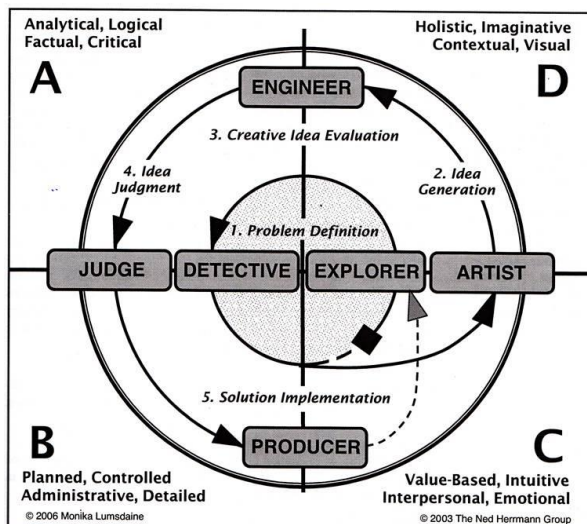 Analytical, Logical
Factual, Critical
Holistic, Imaginative
Contextual, Visual
A
D
ENGINEER
3. Creative Idea Evaluation
4. Idea
Judgment
2. Idea
Generation
1. Problem Definition
JUDGE
DETECTIVE
EXPLORER
ARTIST
5. Solution Implementation
PRODUCER
B
C
Planned, Controlled
Administrative, Detailed
Value-Based, Intuitive
Interpersonal, Emotional
© 2006 Monika Lumsdaine
© 2003 The Ned Herrmann Group